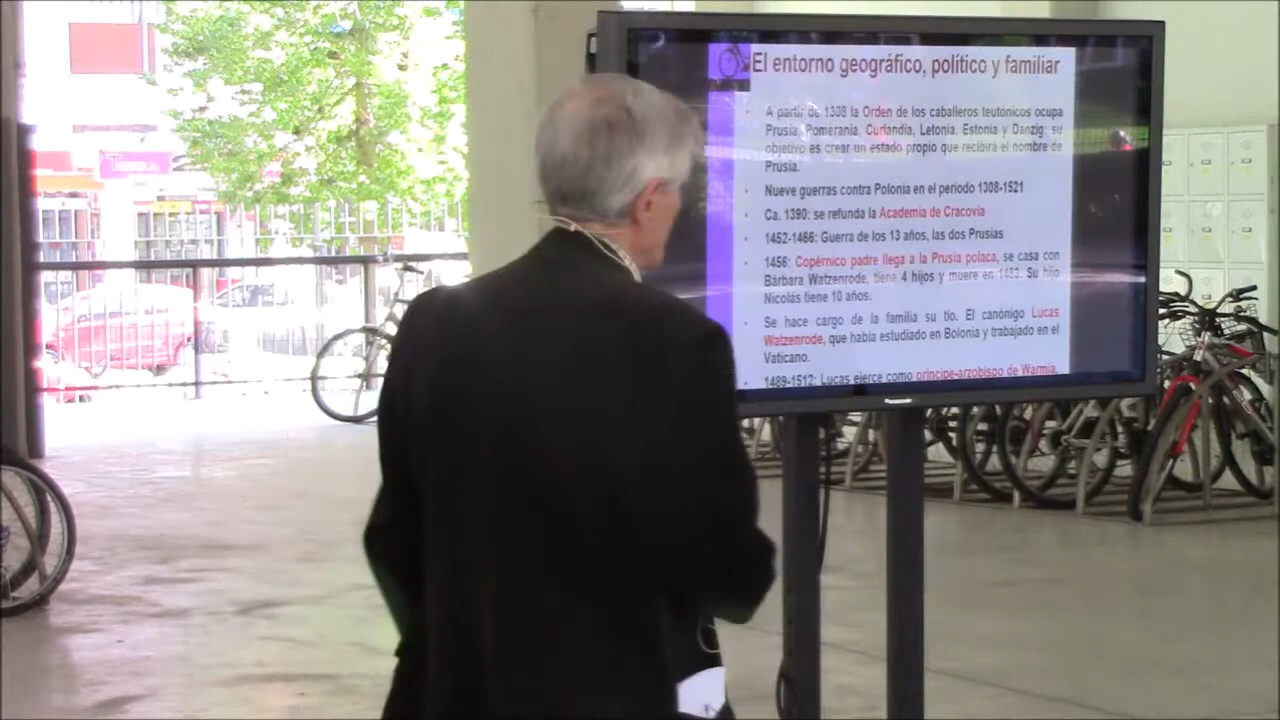 El entorno geográfico, político y familiar
A partir de 1308 la Orden de los caballeros teutónicos ocupa
Prusia, Pomerania, Curlandia, Letonia, Estonia y Danzig: su
objetivo es crear un estado propio que recibirá el nombre de
Prusia.
Nueve guerras contra Polonia en el periodo 1308-1521
Ca. 1390: se refunda la Academia de Cracovia
1452-1466: Guerra de los 13 años, las dos Prusias
1456: Copérnico padre llega a la Prusia polaca, se casa con
Bárbara Watzenrode, tiene 4 hijos y muere en 1483. Su hijo
Nicolás tiene 10 años.
Se hace cargo de la familia su tío. El canónigo Lucas
Watzenrode, que había estudiado en Bolonia y trabajado en el
Vaticano.
1489-1512: Lucas ejerce como príncipe-arzobispo de Warmia,
Panasonic